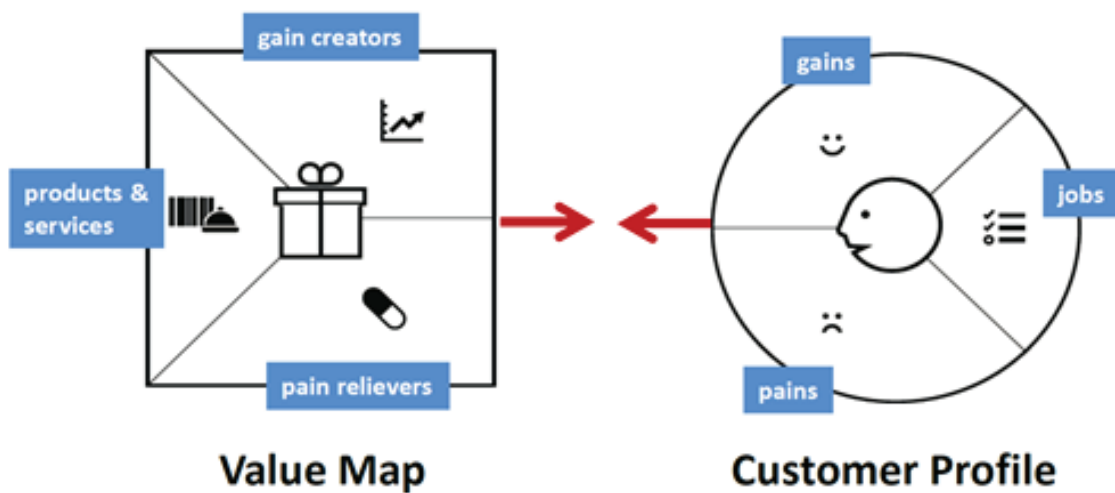 gain creators
products &
services
pain relievers
Value Map
gains
jobs
pains
Customer Profile